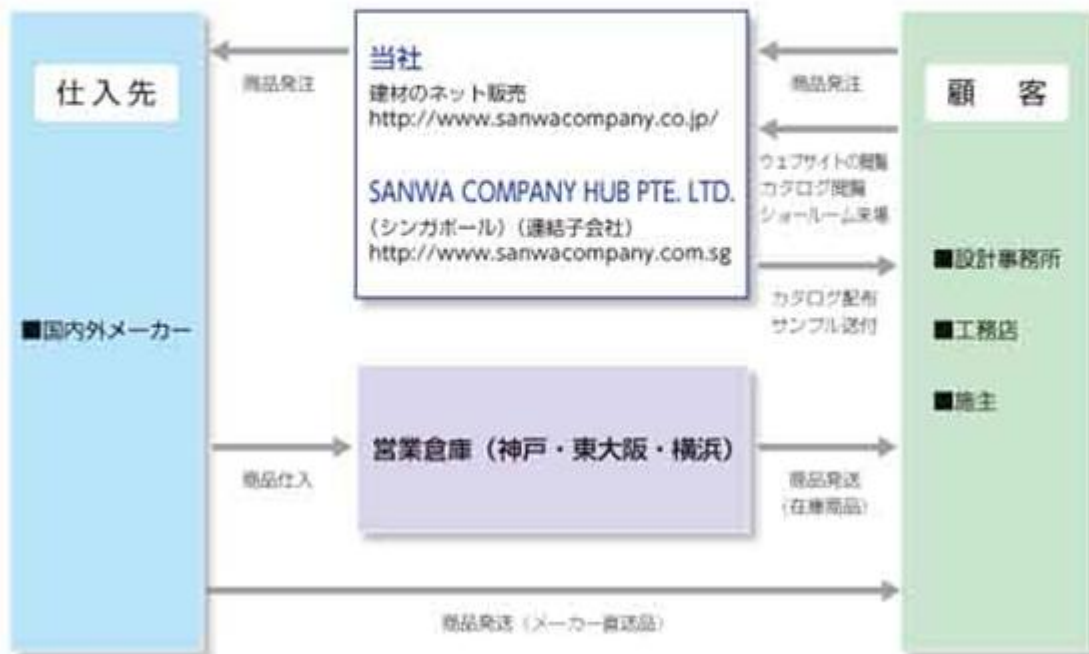 仕入先
■国内外メーカー
商品発注
当社
建材のネット販売
http://www.sanwacompany.co.jp/
SANWA COMPANY HUB PTE. LTD.
（シンガポール）（連結子会社）
http://www.sanwacompany.com.sg
商品発注
ウェブサイトの閲覧
カタログ閲覧
ショールーム来場
カタログ配布
サンプル送付
顧客
■設計事務所
■工務店
■施主
商品仕入
営業倉庫（神戸・東大阪・横浜）
商品発送
（在庫商品）
商品発送（メーカー直送品）